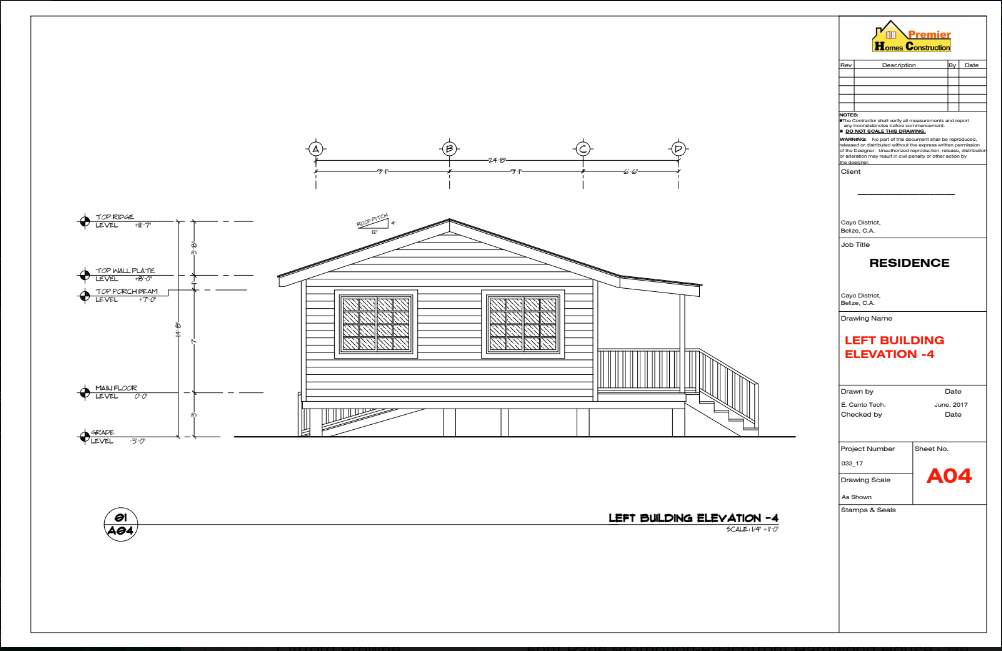 Premier
Homes Construction
Rev Description By Date
NOTES:
The Contractor shall verify all measurements and report
any inconsistencies before commencement.
DO NOT SCALE THIS DRAWING.
WARNING: No part of this document shall be reproduced,
released or distributed without the express written permission
of the Designer. Unauthorized reproduction, release, distribution
or alteration may result in civil penalty or other action by
the designer.
Client
Cayo District,
Belize, C.A.
Job Title
RESIDENCE
Cayo District,
Belize, C.A.
Drawing Name
LEFT BUILDING
ELEVATION -4
Drawn by Date
E. Canto Tech. June, 2017
Checked by Date
Project Number Sheet No.
033_17
A04
Drawing Scale
As Shown
Stamps & Seals
A B C D
24'-8"
9'-1" 9'-1" 6'-6"
ROOF PITCH
4"
12"
TOP RIDGE
LEVEL +11'-7"
TOP WALL PLATE
LEVEL +8'-0"
TOP PORCH BEAM
LEVEL +7'-0"
MAIN FLOOR
LEVEL 0'-0"
GRADE
LEVEL -3'-0"
14'-8"
7'
3'
01
A04
LEFT BUILDING ELEVATION -4
SCALE: 1/4" = 1'-0"